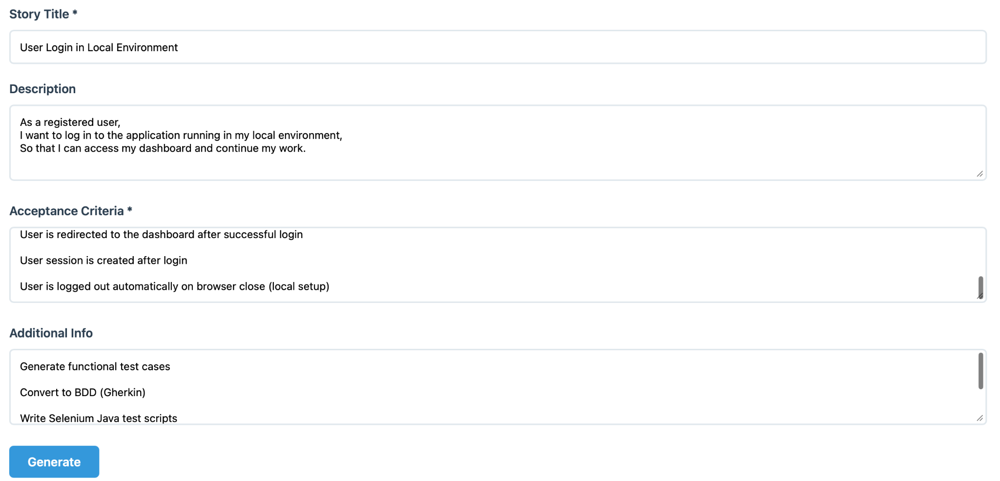 Story Title *
User Login in Local Environment
Description
As a registered user,
I want to log in to the application running in my local environment,
So that I can access my dashboard and continue my work.
Acceptance Criteria *
User is redirected to the dashboard after successful login
User session is created after login
User is logged out automatically on browser close (local setup)
Additional Info
Generate functional test cases
Convert to BDD (Gherkin)
Write Selenium Java test scripts
Generate